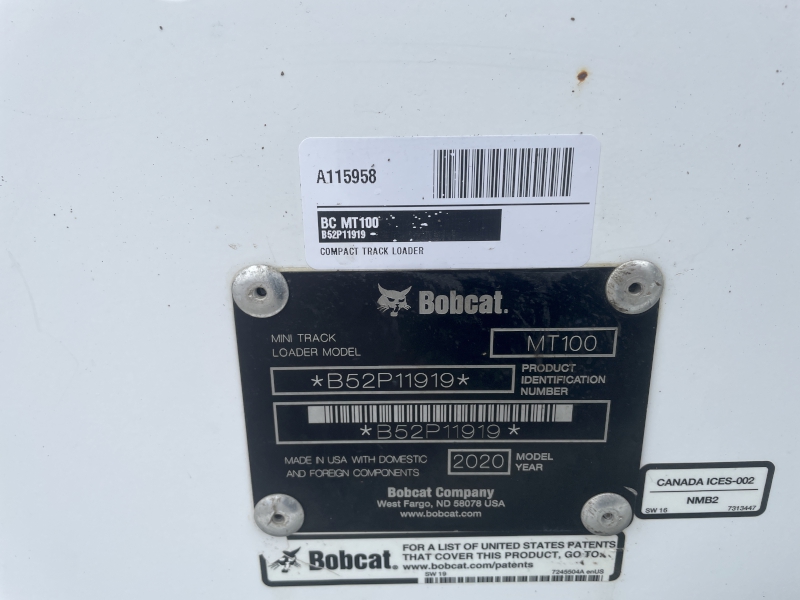 A115958
BC MT100
B52P11919
COMPACT TRACK LOADER
Bobcat.
MINI TRACK
LOADER MODEL
MT100
*B52P11919*
PRODUCT
IDENTIFICATION
NUMBER
*B52P11919*
MADE IN USA WITH DOMESTIC
AND FOREIGN COMPONENTS
2020
MODEL
YEAR
Bobcat Company
West Fargo, ND 58078 USA
www.bobcat.com
CANADA ICES-002
NMB2
SW 16
7313447
Bobcat.
FOR A LIST OF UNITED STATES PATENTS
THAT COVER THIS PRODUCT, GO TO
www.bobcat.com/patents
SW 19
7245504A enUS